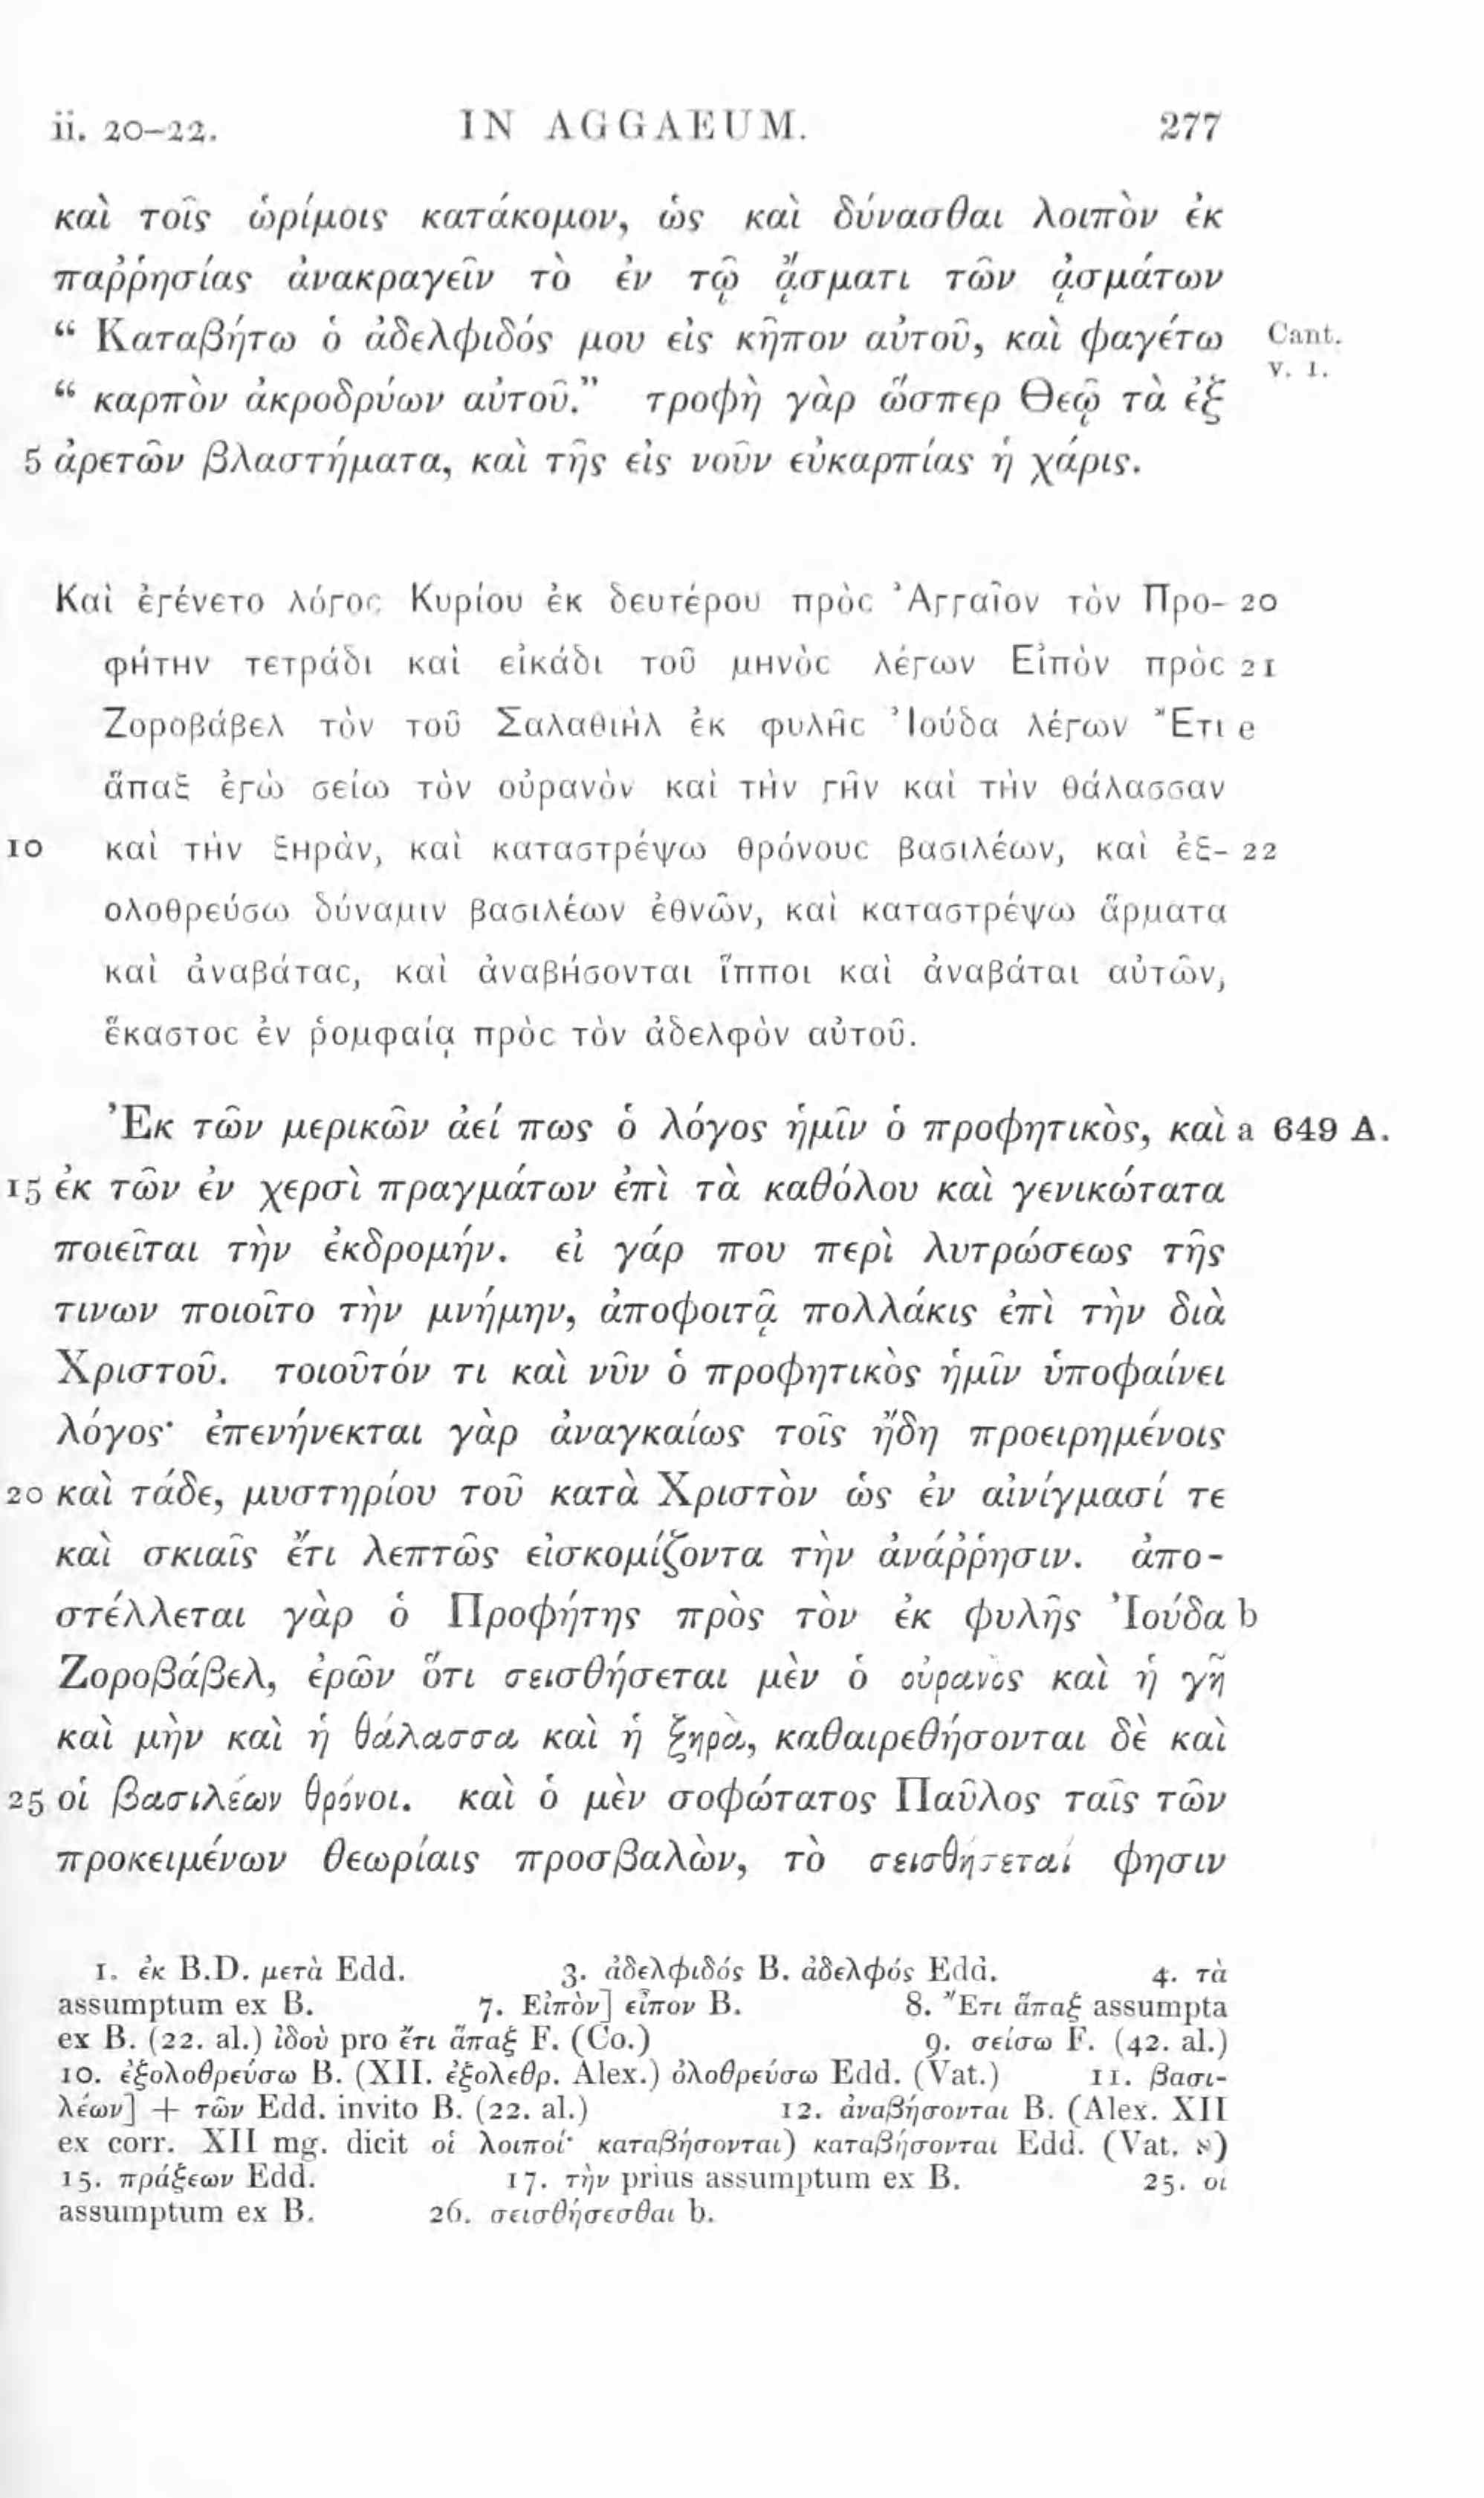 ii. 20–22. IN AGGAEUM. 277
καὶ τοῖς ὡρίμοις κατάκομον, ὡς καὶ δύνασθαι λοιπὸν ἐκ
παῤῥησίας ἀνακραγεῖν τὸ ἐν τῷ ᾄσματι τῶν ᾀσμάτων
“ Καταβήτω ὁ ἀδελφιδός μου εἰς κῆπον αὐτοῦ, καὶ φαγέτω Cant.
“ καρπὸν ἀκροδρύων αὐτοῦ.” τροφὴ γὰρ ὥσπερ Θεῷ τὰ ἐξ v. 1.
5 ἀρετῶν βλαστήματα, καὶ τῆς εἰς νοῦν εὐκαρπίας ἡ χάρις.
Καὶ ἐγένετο λόγος Κυρίου ἐκ δευτέρου πρὸς Ἀγγαῖον τὸν Προ- 20
φήτην τετράδι καὶ εἰκάδι τοῦ μηνὸς λέγων Εἰπὸν πρὸς 21
Ζοροβάβελ τὸν τοῦ Σαλαθιὴλ ἐκ φυλῆς Ἰούδα λέγων Ἔτι e
ἅπαξ ἐγὼ σείω τὸν οὐρανὸν καὶ τὴν γῆν καὶ τὴν θάλασσαν
10 καὶ τὴν ξηρὰν, καὶ καταστρέψω θρόνους βασιλέων, καὶ ἐξ- 22
ολοθρεύσω δύναμιν βασιλέων ἐθνῶν, καὶ καταστρέψω ἅρματα
καὶ ἀναβάτας, καὶ ἀναβήσονται ἵπποι καὶ ἀναβάται αὐτῶν,
ἕκαστος ἐν ῥομφαίᾳ πρὸς τὸν ἀδελφὸν αὐτοῦ.
Ἐκ τῶν μερικῶν ἀεί πως ὁ λόγος ἡμῖν ὁ προφητικὸς, καὶ a 649 A.
15 ἐκ τῶν ἐν χερσὶ πραγμάτων ἐπὶ τὰ καθόλου καὶ γενικώτατα
ποιεῖται τὴν ἐκδρομήν. εἰ γάρ που περὶ λυτρώσεως τῆς
τινων ποιοῖτο τὴν μνήμην, ἀποφοιτᾷ πολλάκις ἐπὶ τὴν διὰ
Χριστοῦ. τοιοῦτόν τι καὶ νῦν ὁ προφητικὸς ἡμῖν ὑποφαίνει
λόγος· ἐπενήνεκται γὰρ ἀναγκαίως τοῖς ἤδη προειρημένοις
20 καὶ τάδε, μυστηρίου τοῦ κατὰ Χριστὸν ὡς ἐν αἰνίγμασί τε
καὶ σκιαῖς ἔτι λεπτῶς εἰσκομίζοντα τὴν ἀνάῤῥησιν. ἀπο-
στέλλεται γὰρ ὁ Προφήτης πρὸς τὸν ἐκ φυλῆς Ἰούδα b
Ζοροβάβελ, ἐρῶν ὅτι σεισθήσεται μὲν ὁ οὐρανὸς καὶ ἡ γῆ
καὶ μὴν καὶ ἡ θάλασσα καὶ ἡ ξηρὰ, καθαιρεθήσονται δὲ καὶ
25 οἱ βασιλέων θρόνοι. καὶ ὁ μὲν σοφώτατος Παῦλος ταῖς τῶν
προκειμένων θεωρίαις προσβαλὼν, τὸ σεισθήσεταί φησιν
1. ἐκ B.D. μετὰ Edd. 3. ἀδελφιδός B. ἀδελφός Edd. 4. τὰ
assumptum ex B. 7. Εἰπὸν] εἶπον B. 8. Ἔτι ἅπαξ assumpta
ex B. (22. al.) ἰδοὺ pro ἔτι ἅπαξ F. (Co.) 9. σείσω F. (42. al.)
10. ἐξολοθρεύσω B. (XII. ἐξολεθρ. Alex.) ὀλοθρεύσω Edd. (Vat.) 11. βασι-
λέων] + τῶν Edd. invito B. (22. al.) 12. ἀναβήσονται B. (Alex. XII
ex corr. XII mg. dicit οἱ λοιποί· καταβήσονται) καταβήσονται Edd. (Vat. א)
15. πράξεων Edd. 17. τὴν prius assumptum ex B. 25. οι
assumptum ex B. 26. σεισθήσεσθαι b.